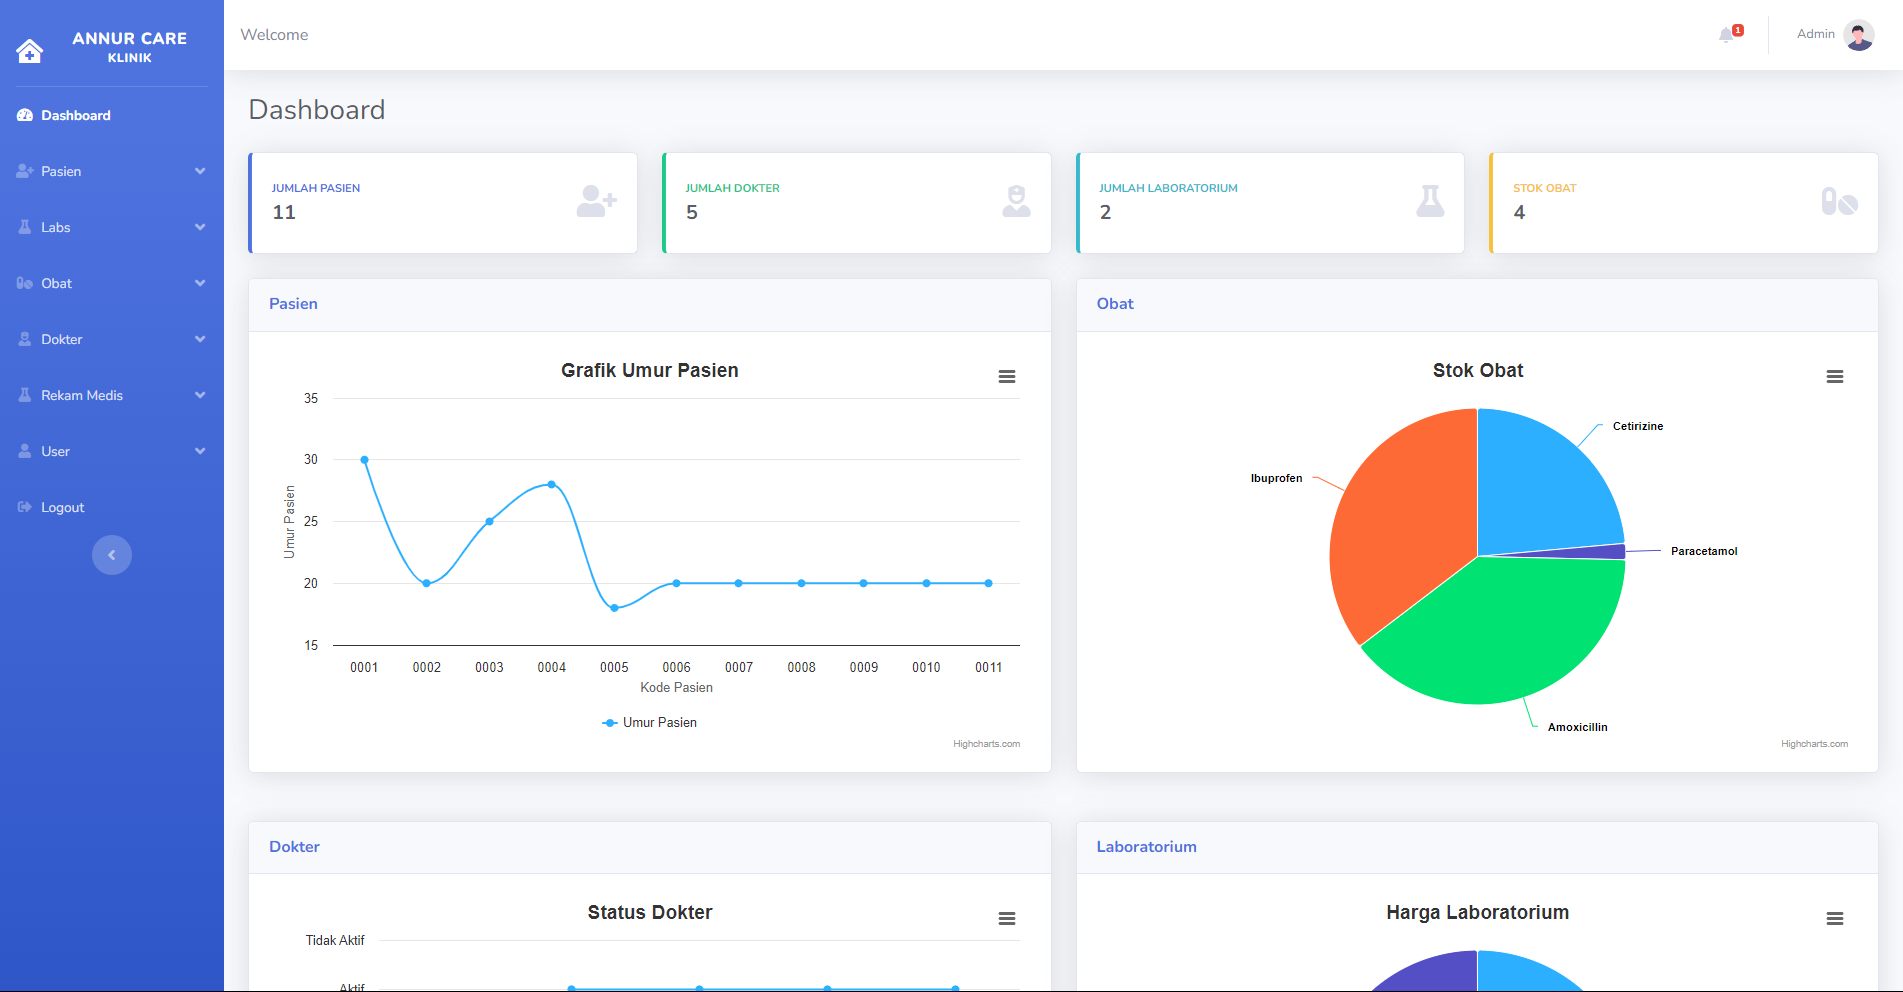 ANNUR CARE
KLINIK
Dashboard
Pasien
Labs
Obat
Dokter
Rekam Medis
User
Logout
Welcome
1
Admin
Dashboard
JUMLAH PASIEN
11
JUMLAH DOKTER
5
JUMLAH LABORATORIUM
2
STOK OBAT
4
Pasien
Grafik Umur Pasien
35
30
25
20
15
Umur Pasien
0001 0002 0003 0004 0005 0006 0007 0008 0009 0010 0011
Kode Pasien
Umur Pasien
Highcharts.com
Obat
Stok Obat
Cetirizine
Ibuprofen
Paracetamol
Amoxicillin
Highcharts.com
Dokter
Status Dokter
Tidak Aktif
Aktif
Laboratorium
Harga Laboratorium